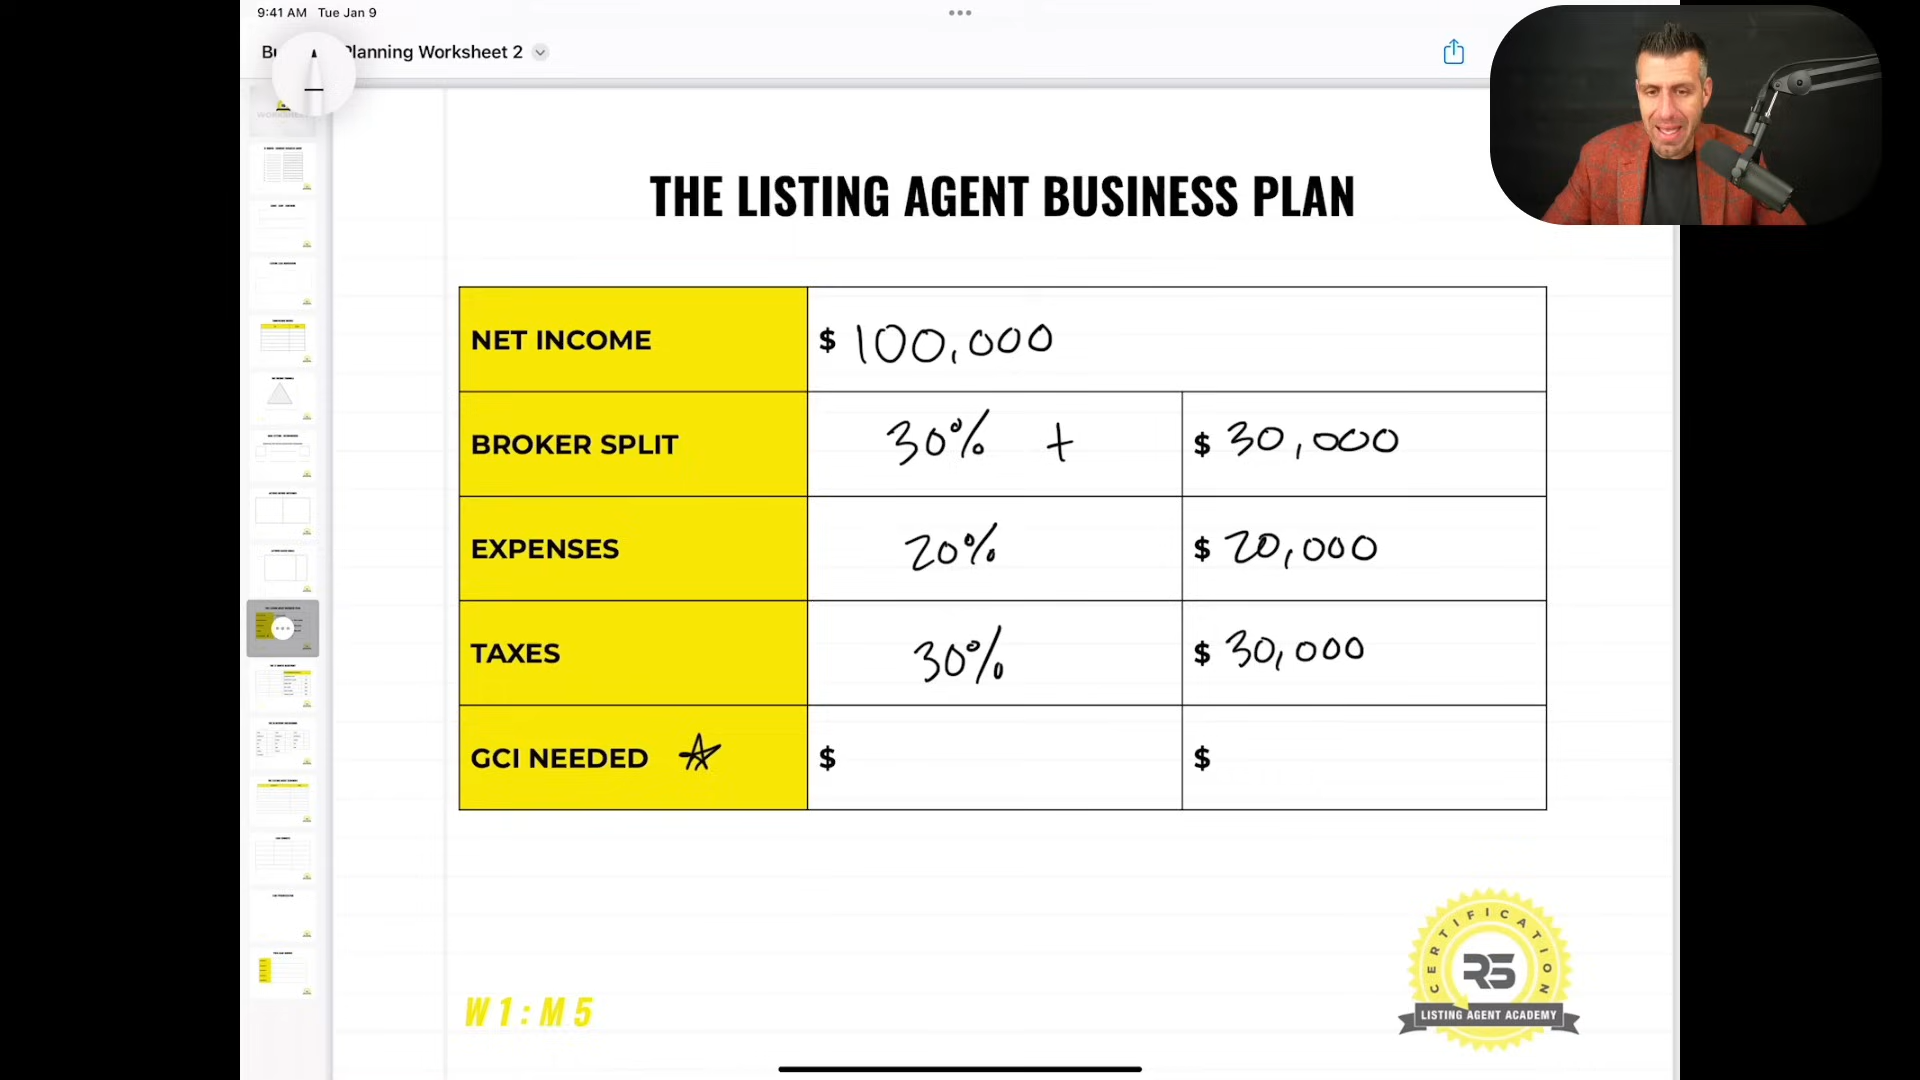 9:41 AM Tue Jan 9
Planning Worksheet 2
THE LISTING AGENT BUSINESS PLAN
NET INCOME $ 100,000
BROKER SPLIT 30% + $ 30,000
EXPENSES 20% $ 20,000
TAXES 30% $ 30,000
GCI NEEDED $ $
W1:M5
CERTIFICATION
R5
LISTING AGENT ACADEMY